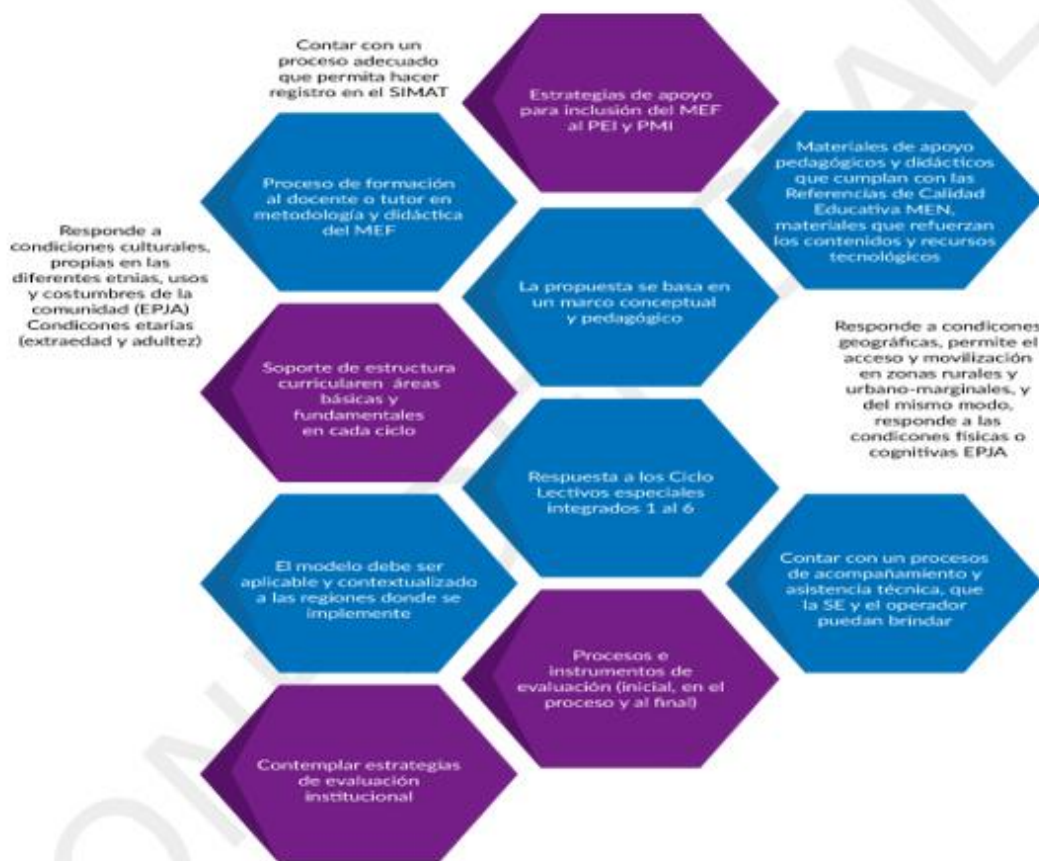 Contar con un
proceso adecuado
que permita hacer
registro en el SIMAT
Estrategias de apoyo
para inclusión del MEF
al PEI y PMI
Proceso de formación
al docente o tutor en
metodología y didáctica
del MEF
Materiales de apoyo
pedagógicos y didácticos
que cumplan con las
Referencias de Calidad
Educativa MEN,
materiales que refuerzan
los contenidos y recursos
tecnológicos
Responde a
condiciones culturales,
propias en las
diferentes etnias, usos
y costumbres de la
comunidad (EPJA)
Condicones etarías
(extraedad y adultez)
La propuesta se basa en
un marco conceptual
y pedagógico
Soporte de estructura
curricularen áreas
básicas y
fundamentales
en cada ciclo
Responde a condicones
geográficas, permite el
acceso y movilización
en zonas rurales y
urbano-marginales, y
del mismo modo,
responde a las
condicones físicas o
cognitivas EPJA
Respuesta a los Ciclo
Lectivos especiales
integrados 1 al 6
El modelo debe ser
aplicable y contextualizado
a las regiones donde se
implemente
Contar con un procesos
de acompañamiento y
asistencia técnica, que
la SE y el operador
puedan brindar
Procesos e
instrumentos de
evaluación (inicial, en el
proceso y al final)
Contemplar estrategias
de evaluación
institucional